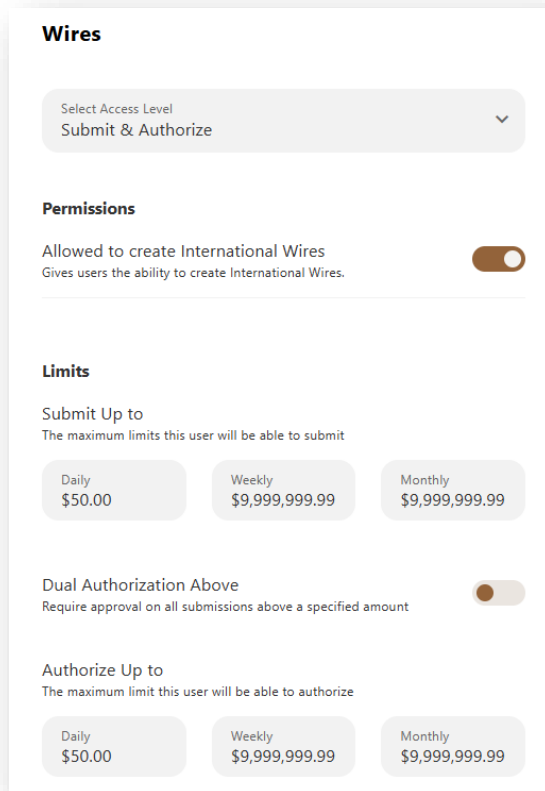 Wires
Select Access Level
Submit & Authorize
Permissions
Allowed to create International Wires
Gives users the ability to create International Wires.
Limits
Submit Up to
The maximum limits this user will be able to submit
Daily
$50.00
Weekly
$9,999,999.99
Monthly
$9,999,999.99
Dual Authorization Above
Require approval on all submissions above a specified amount
Authorize Up to
The maximum limit this user will be able to authorize
Daily
$50.00
Weekly
$9,999,999.99
Monthly
$9,999,999.99